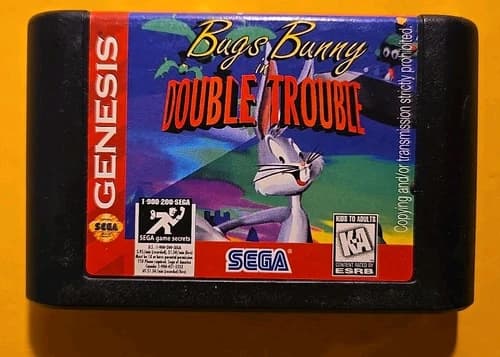 GENESIS
Bugs Bunny
in
DOUBLE TROUBLE
Copying and/or transmission strictly prohibited.
1-900-200-SEGA
SEGA game secrets
SEGA
SEGA
KIDS TO ADULTS
K-A
CONTENT RATED BY
ESRB